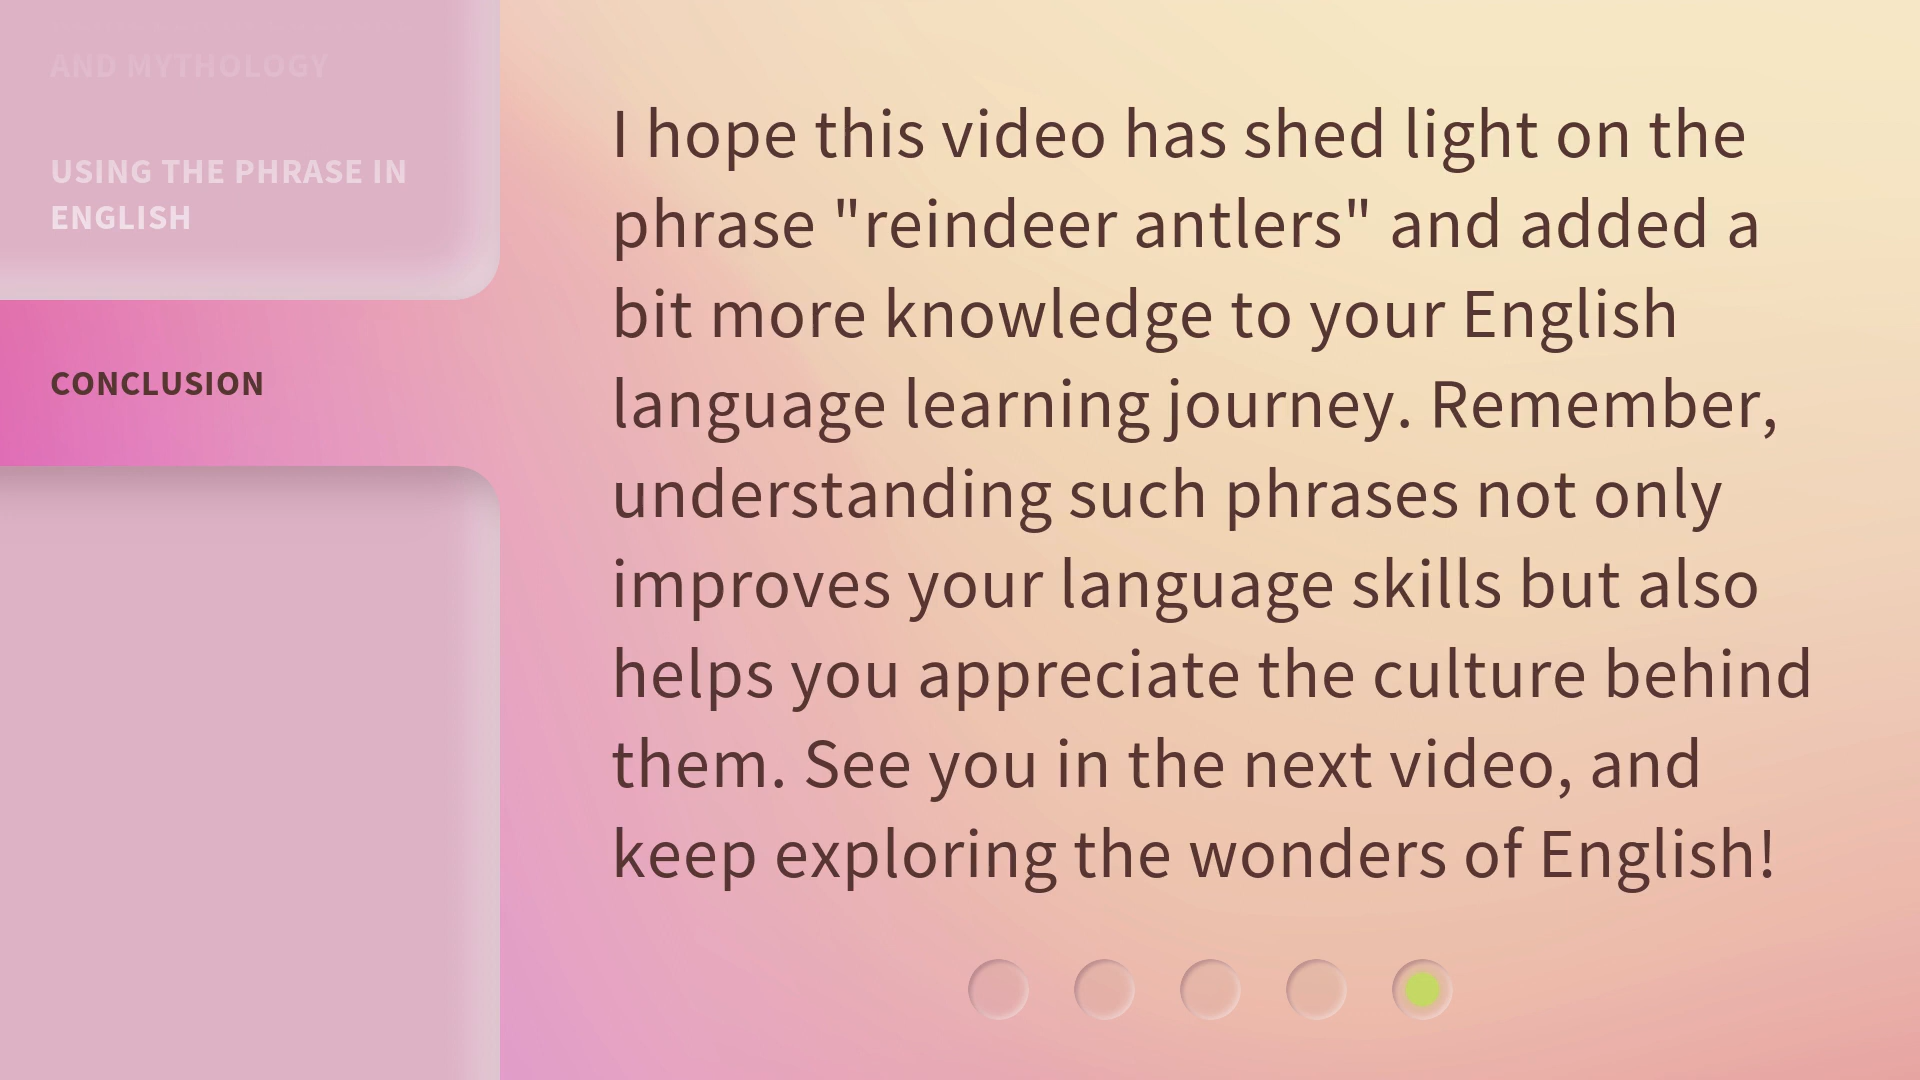 AND MYTHOLOGY
USING THE PHRASE IN
ENGLISH
CONCLUSION
I hope this video has shed light on the
phrase "reindeer antlers" and added a
bit more knowledge to your English
language learning journey. Remember,
understanding such phrases not only
improves your language skills but also
helps you appreciate the culture behind
them. See you in the next video, and
keep exploring the wonders of English!